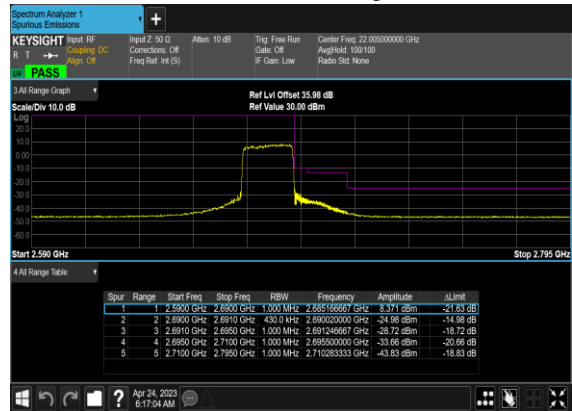 Spectrum Analyzer 1
Spurious Emissions
+
KEYSIGHT Input: RF Input Z: 50 Ω Atten: 10 dB Trig: Free Run Center Freq: 22.005000000 GHz
R T Coupling: DC Corrections: Off Gate: Off Avg|Hold: 100/100
Align: Off Freq Ref: Int (S) IF Gain: Low Radio Std: None
PASS
3 All Range Graph
Ref Lvl Offset 35.98 dB
Scale/Div 10.0 dB Ref Value 30.00 dBm
Log
20.0
10.0
0.00
-10.0
-20.0
-30.0
-40.0
-50.0
-60.0
Start 2.590 GHz Stop 2.795 GHz
4 All Range Table
Spur Range Start Freq Stop Freq RBW Frequency Amplitude ΔLimit
1 1 2.5900 GHz 2.6900 GHz 1.000 MHz 2.685166667 GHz 8.371 dBm -21.63 dB
2 2 2.6900 GHz 2.6910 GHz 430.0 kHz 2.690020000 GHz -24.98 dBm -14.98 dB
3 3 2.6910 GHz 2.6950 GHz 1.000 MHz 2.691246667 GHz -28.72 dBm -18.72 dB
4 4 2.6950 GHz 2.7100 GHz 1.000 MHz 2.695500000 GHz -33.66 dBm -20.66 dB
5 5 2.7100 GHz 2.7950 GHz 1.000 MHz 2.710283333 GHz -43.83 dBm -18.83 dB
? Apr 24, 2023
6:17:04 AM